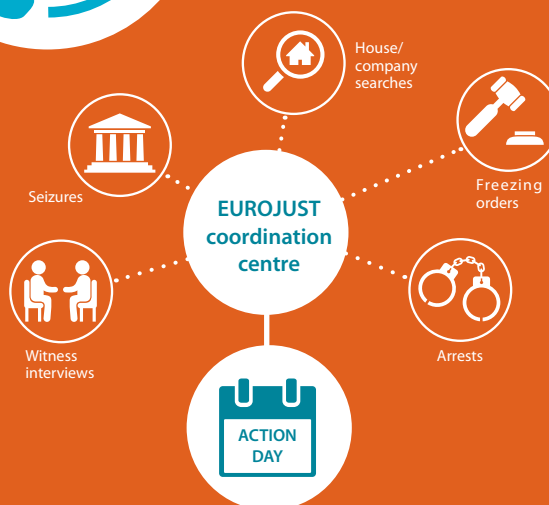 House/
company
searches
Seizures
Freezing
orders
EUROJUST
coordination
centre
Witness
interviews
Arrests
ACTION
DAY